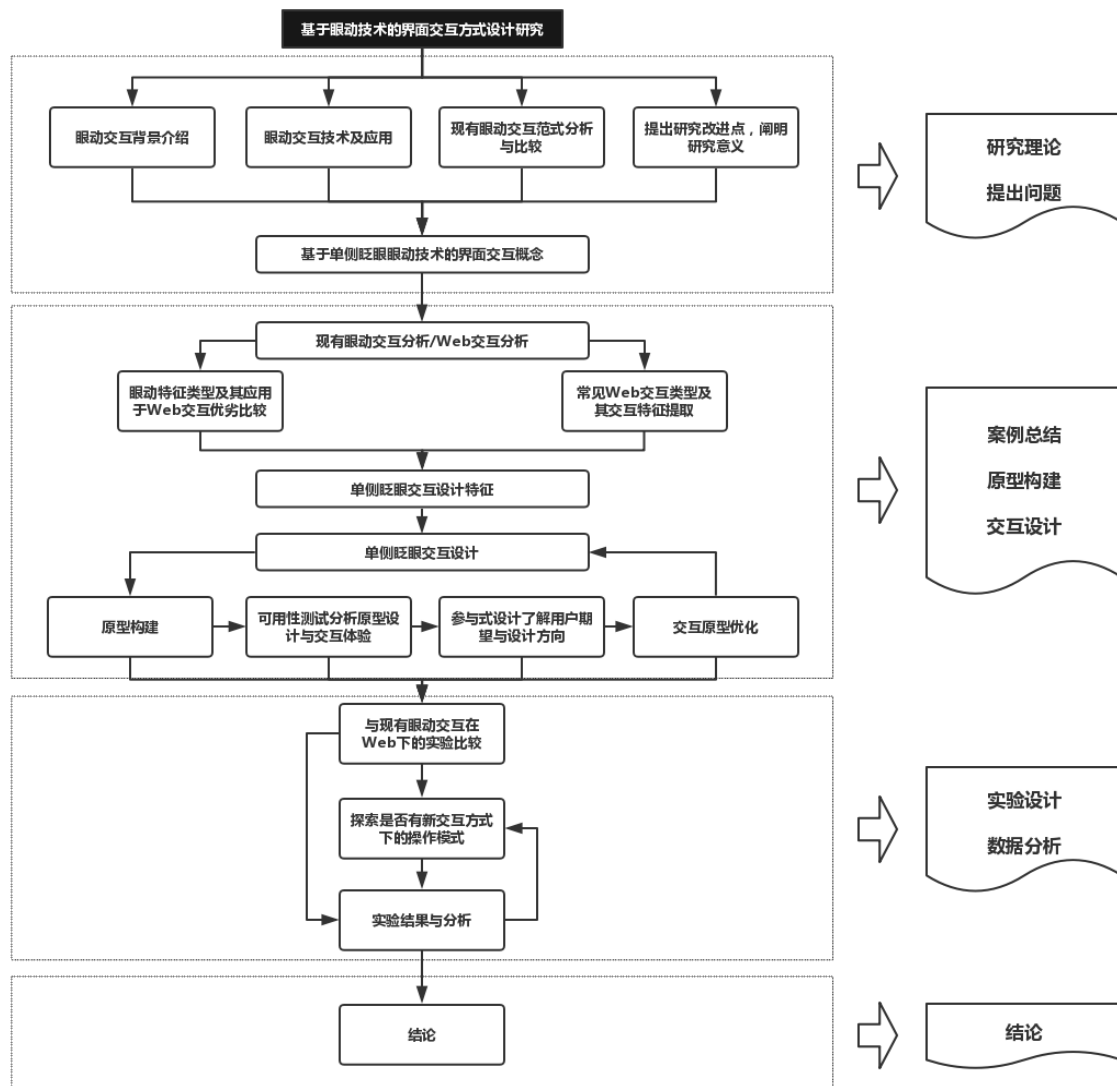 基于眼动技术的界面交互方式设计研究
眼动交互背景介绍
眼动交互技术及应用
现有眼动交互范式分析
与比较
提出研究改进点，阐明
研究意义
研究理论
提出问题
基于单侧眨眼眼动技术的界面交互概念
现有眼动交互分析/Web交互分析
眼动特征类型及其应用
于Web交互优劣比较
常见Web交互类型及
其交互特征提取
案例总结
原型构建
交互设计
单侧眨眼交互设计特征
单侧眨眼交互设计
原型构建
可用性测试分析原型设
计与交互体验
参与式设计了解用户期
望与设计方向
交互原型优化
与现有眼动交互在
Web下的实验比较
探索是否有新交互方式
下的操作模式
实验结果与分析
实验设计
数据分析
结论
结论